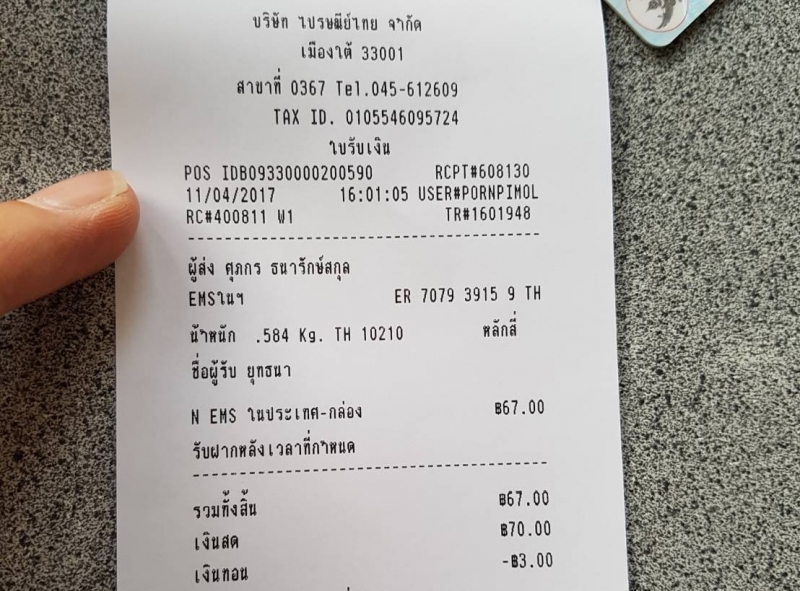 บริษัท ไปรษณีย์ไทย จำกัด
เมืองใต้ 33001
สาขาที่ 0367 Tel.045-612609
TAX ID. 0105546095724
ใบรับเงิน
POS IDB09330000200590 RCPT#608130
11/04/2017 16:01:05 USER#PORNPIMOL
RC#400811 W1 TR#1601948
ผู้ส่ง ศุภกร ธนารักษ์สกุล
EMSในฯ ER 7079 3915 9 TH
น้ำหนัก .584 Kg. TH 10210 หลักสี่
ชื่อผู้รับ ยุทธนา
N EMS ในประเทศ-กล่อง ฿67.00
รับฝากหลังเวลาที่กำหนด
รวมทั้งสิ้น ฿67.00
เงินสด ฿70.00
เงินทอน -฿3.00